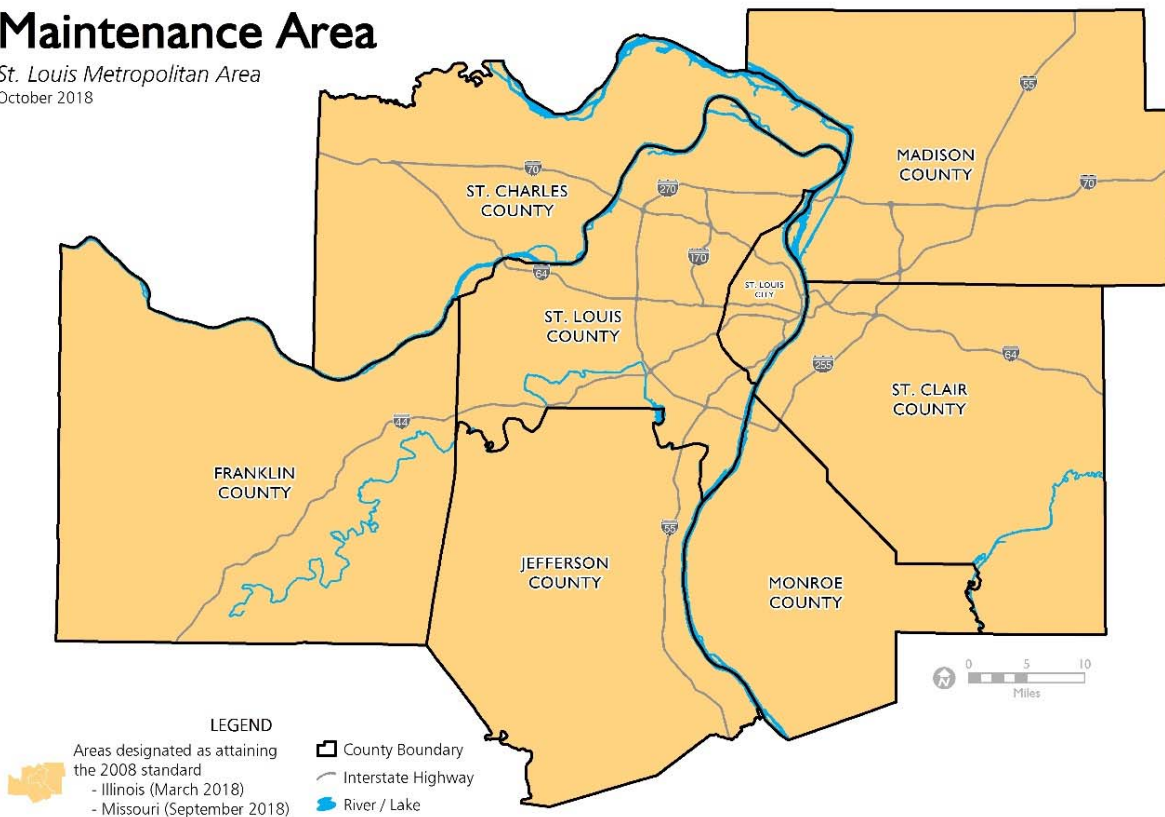 Maintenance Area
St. Louis Metropolitan Area
October 2018
55
MADISON
COUNTY
70
ST. CHARLES
COUNTY
270
70
170
64
ST. LOUIS
CITY
ST. LOUIS
COUNTY
255
64
ST. CLAIR
COUNTY
44
FRANKLIN
COUNTY
55
JEFFERSON
COUNTY
MONROE
COUNTY
N
0 5 10
Miles
LEGEND
Areas designated as attaining
the 2008 standard
- Illinois (March 2018)
- Missouri (September 2018)
County Boundary
Interstate Highway
River / Lake